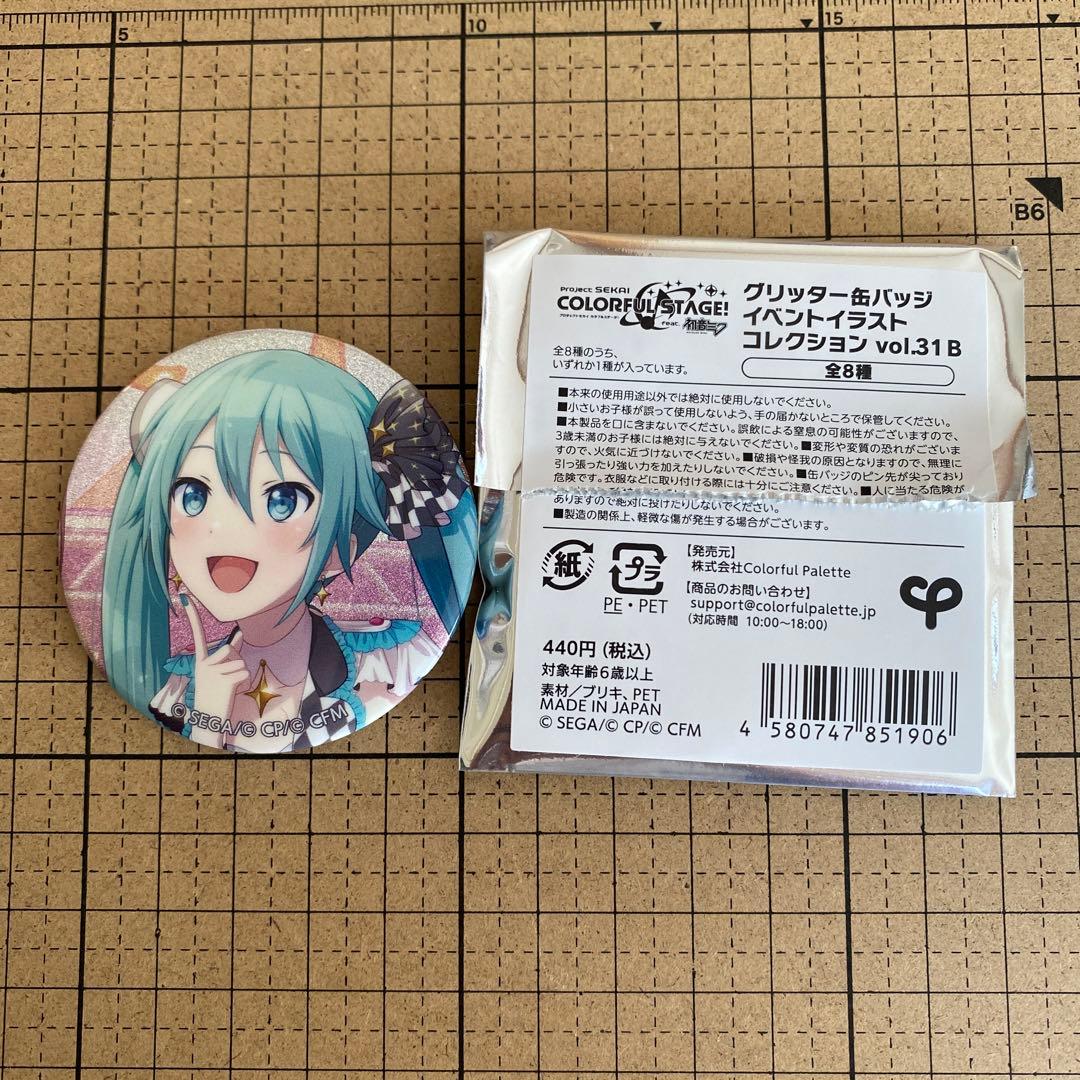 5
10
15
B6
Project SEKAI
COLORFUL STAGE!
プロジェクトセカイ カラフルステージ!
feat. 初音ミク
グリッター缶バッジ
イベントイラスト
コレクション vol.31 B
全8種
全8種のうち、
いずれか1種が入っています。
■本来の使用用途以外では絶対に使用しないでください。
■小さいお子様が誤って使用しないよう、手の届かないところで保管してください。
■本製品を口に含まないでください。誤飲による窒息の可能性がございますので、
3歳未満のお子様には絶対に与えないでください。■変形や変質の恐れがございま
すので、火気に近づけないでください。■破損や怪我の原因となりますので、無理に
引っ張ったり強い力を加えたりしないでください。■缶バッジのピン先が尖っており
危険です。衣服などに取り付ける際には十分にご注意ください。■人に当たる危険が
ありますので絶対に投げたりしないでください。
■製造の関係上、軽微な傷が発生する場合がございます。
紙
プラ
PE・PET
【発売元】
株式会社Colorful Palette
【商品のお問い合わせ】
support@colorfulpalette.jp
(対応時間 10:00~18:00)
440円(税込)
対象年齢6歳以上
素材/ブリキ、PET
MADE IN JAPAN
© SEGA/© CP/© CFM
4 580747 851906
© SEGA/© CP/© CFM